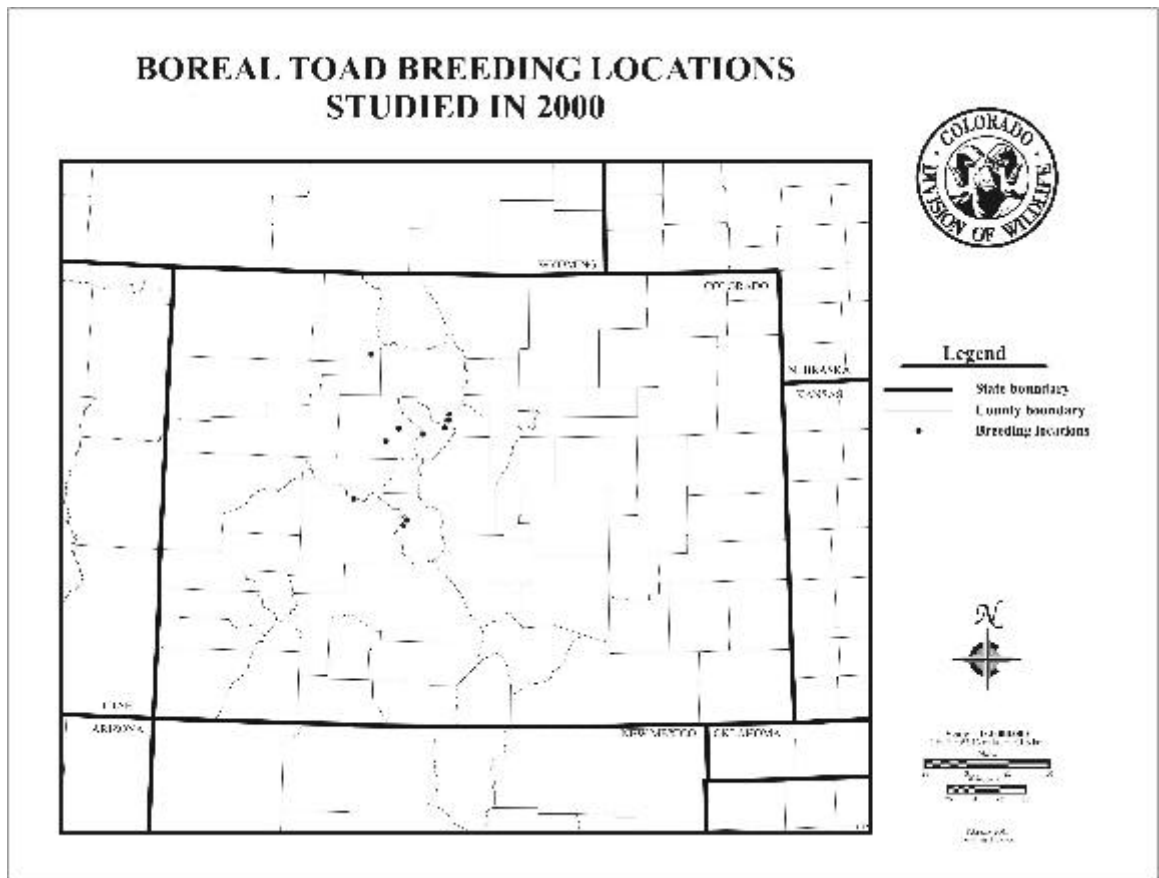 BOREAL TOAD BREEDING LOCATIONS
STUDIED IN 2000
COLORADO
DIVISION OF WILDLIFE
WYOMING
COLORADO
NEBRASKA
KANSAS
Legend
State boundary
County boundary
Breeding locations
N
UTAH
ARIZONA
NEW MEXICO
OKLAHOMA